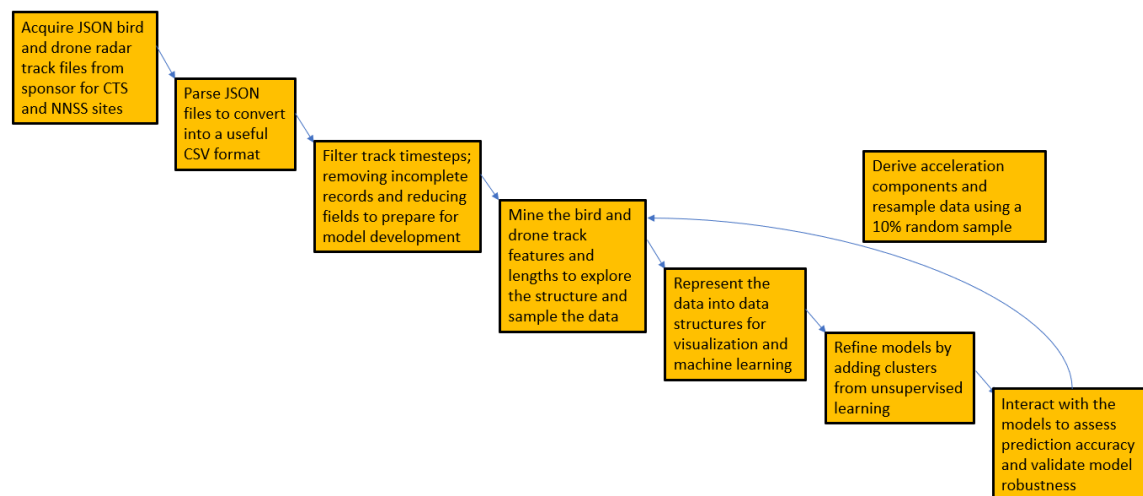 Acquire JSON bird
and drone radar
track files from
sponsor for CTS
and NNSS sites
Parse JSON
files to convert
into a useful
CSV format
Filter track timesteps;
removing incomplete
records and reducing
fields to prepare for
model development
Mine the bird and
drone track
features and
lengths to explore
the structure and
sample the data
Derive acceleration
components and
resample data using a
10% random sample
Represent the
data into data
structures for
visualization and
machine learning
Refine models by
adding clusters
from unsupervised
learning
Interact with the
models to assess
prediction accuracy
and validate model
robustness